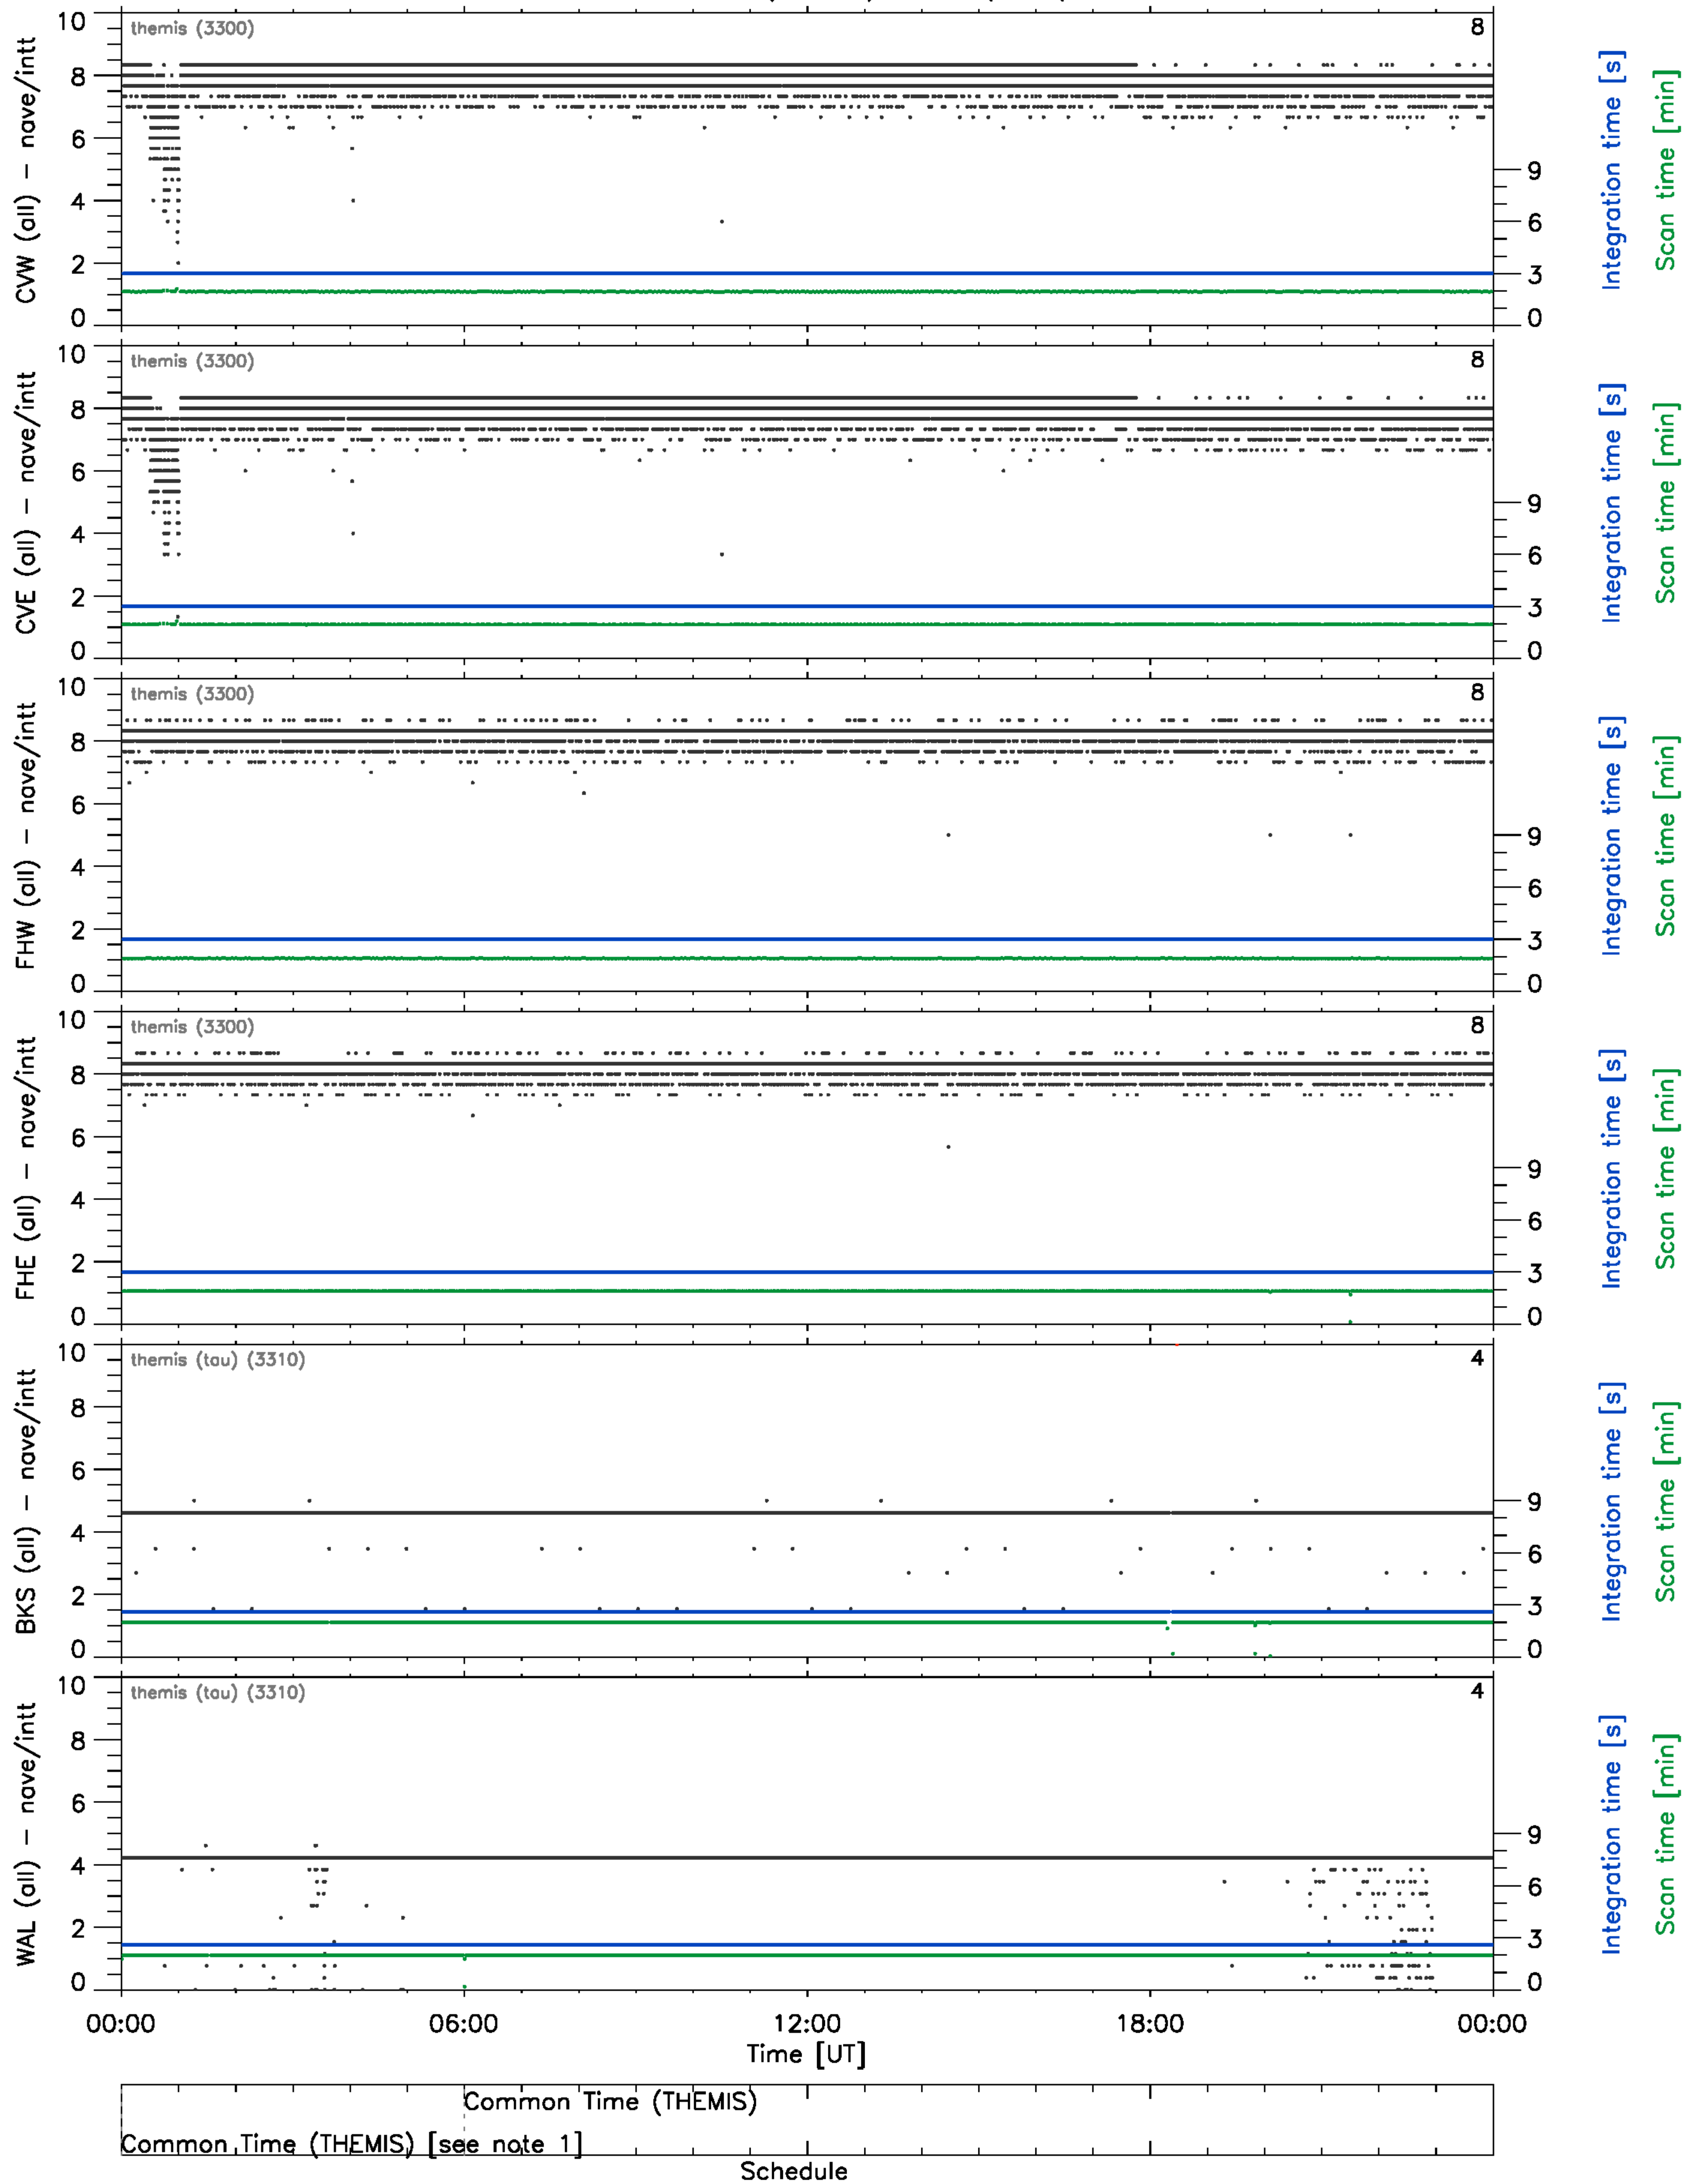 10 themis (3300) 8
8
6
4
2
0
9
6
3
0
CVW (all) - nave/intt
Integration time [s]
Scan time [min]
10 themis (3300) 8
8
6
4
2
0
9
6
3
0
CVE (all) - nave/intt
Integration time [s]
Scan time [min]
10 themis (3300) 8
8
6
4
2
0
9
6
3
0
FHW (all) - nave/intt
Integration time [s]
Scan time [min]
10 themis (3300) 8
8
6
4
2
0
9
6
3
0
FHE (all) - nave/intt
Integration time [s]
Scan time [min]
10 themis (tau) (3310) 4
8
6
4
2
0
9
6
3
0
BKS (all) - nave/intt
Integration time [s]
Scan time [min]
10 themis (tau) (3310) 4
8
6
4
2
0
9
6
3
0
WAL (all) - nave/intt
Integration time [s]
Scan time [min]
00:00 06:00 12:00 18:00 00:00
Time [UT]
Common Time (THEMIS)
Common Time (THEMIS) [see note 1]
Schedule